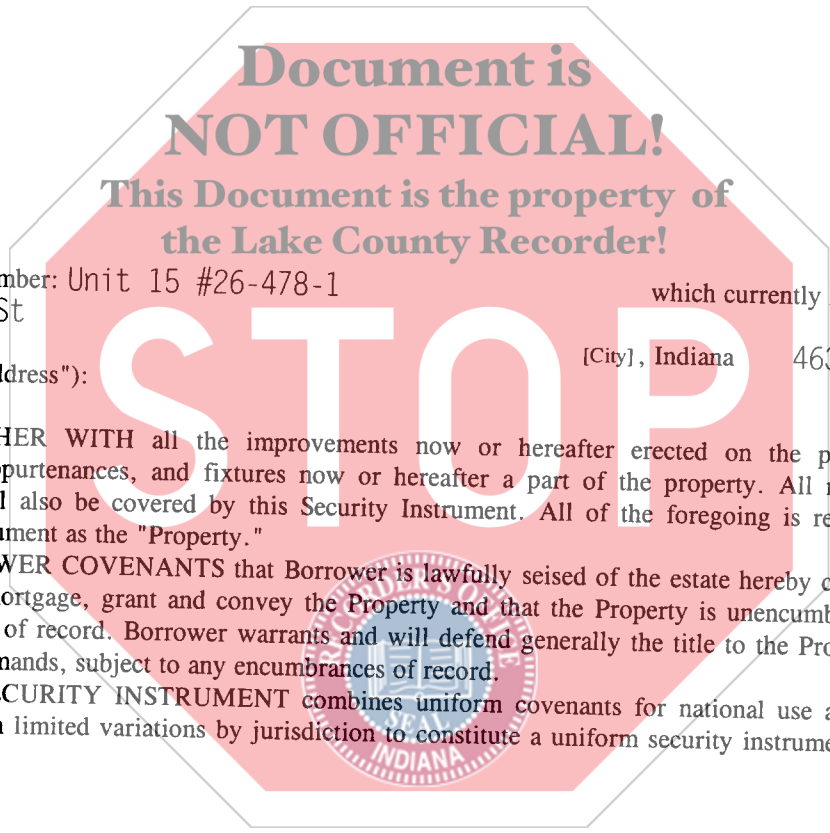 Document is
NOT OFFICIAL!
This Document is the property of
the Lake County Recorder!
mber: Unit 15 #26-478-1
which currently
St
[City], Indiana 463
ddress"):
STOP
HER WITH all the improvements now or hereafter erected on the p
ppurtenances, and fixtures now or hereafter a part of the property. All r
l also be covered by this Security Instrument. All of the foregoing is re
ument as the "Property."
WER COVENANTS that Borrower is lawfully seised of the estate hereby c
ortgage, grant and convey the Property and that the Property is unencumb
of record. Borrower warrants and will defend generally the title to the Pro
mands, subject to any encumbrances of record.
ECURITY INSTRUMENT combines uniform covenants for national use a
limited variations by jurisdiction to constitute a uniform security instrume
RECORDER'S OFFICE
SEAL
INDIANA